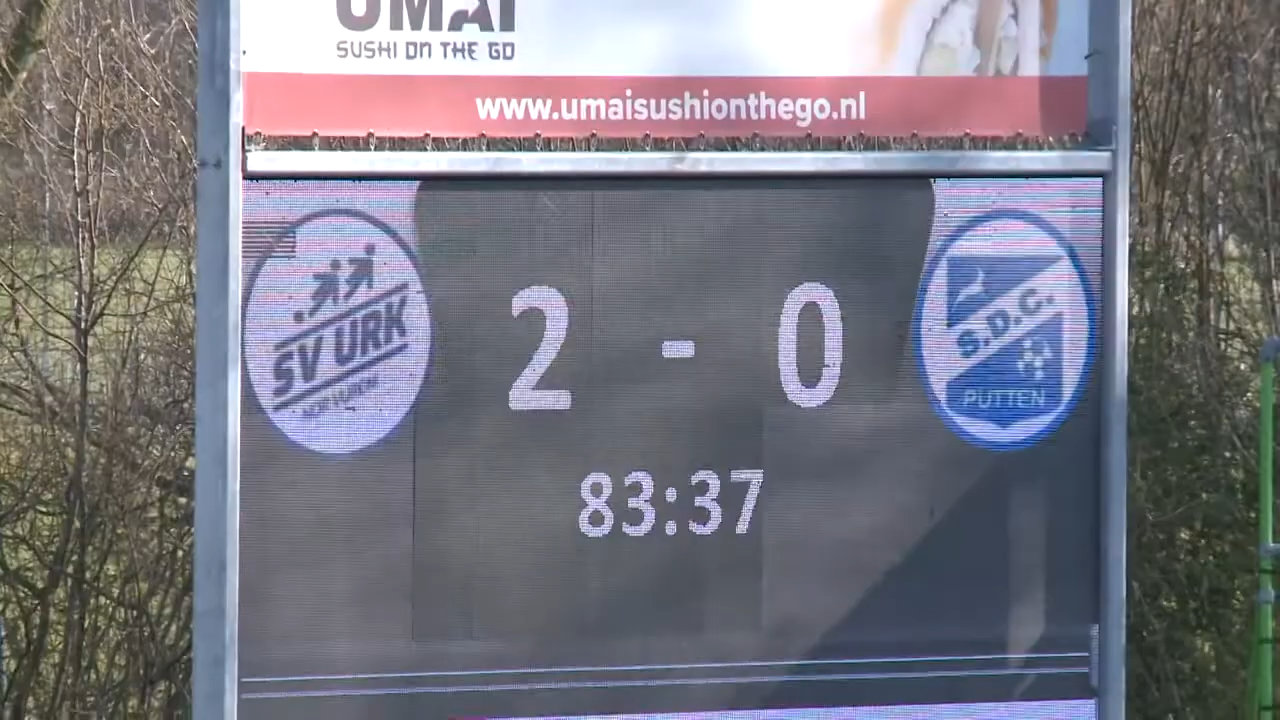 UMAI
SUSHI ON THE GO
www.umaisushionthego.nl
SV URK
2 - 0
S.D.C.
PUTTEN
83:37